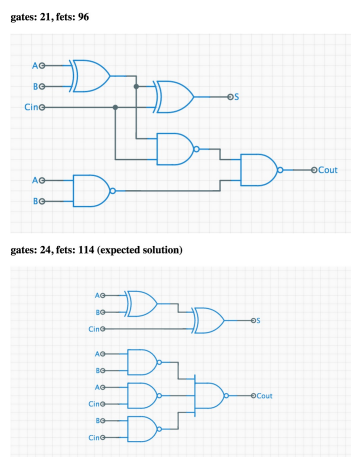 gates: 21, fets: 96
A
B
Cin
S
Cout
A
B
gates: 24, fets: 114 (expected solution)
A
B
Cin
S
A
B
A
Cin
Cout
B
Cin